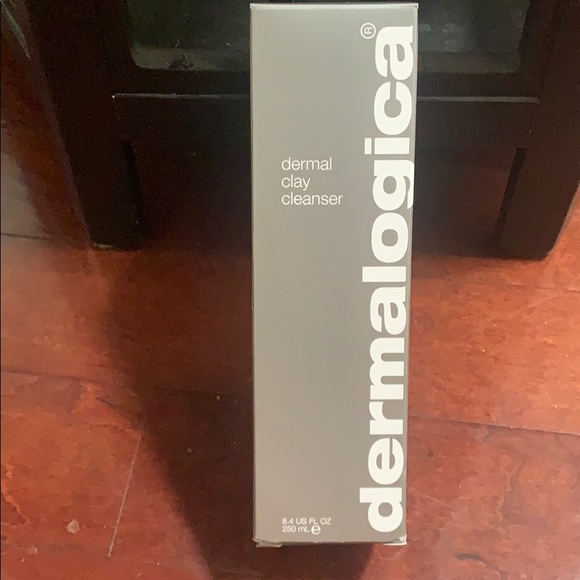 dermal
clay
cleanser
dermalogica®
8.4 US FL OZ
250 mL ℮